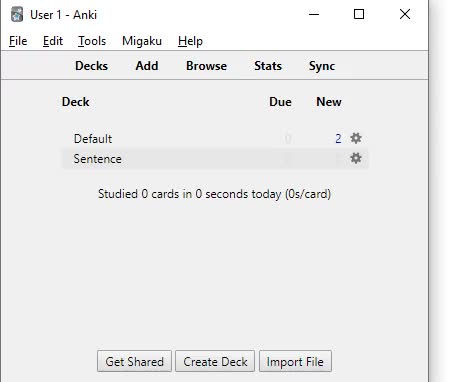 User 1 - Anki
File Edit Tools Migaku Help
Decks Add Browse Stats Sync
Deck Due New
Default 0 2
Sentence 0 0
Studied 0 cards in 0 seconds today (0s/card)
Get Shared Create Deck Import File